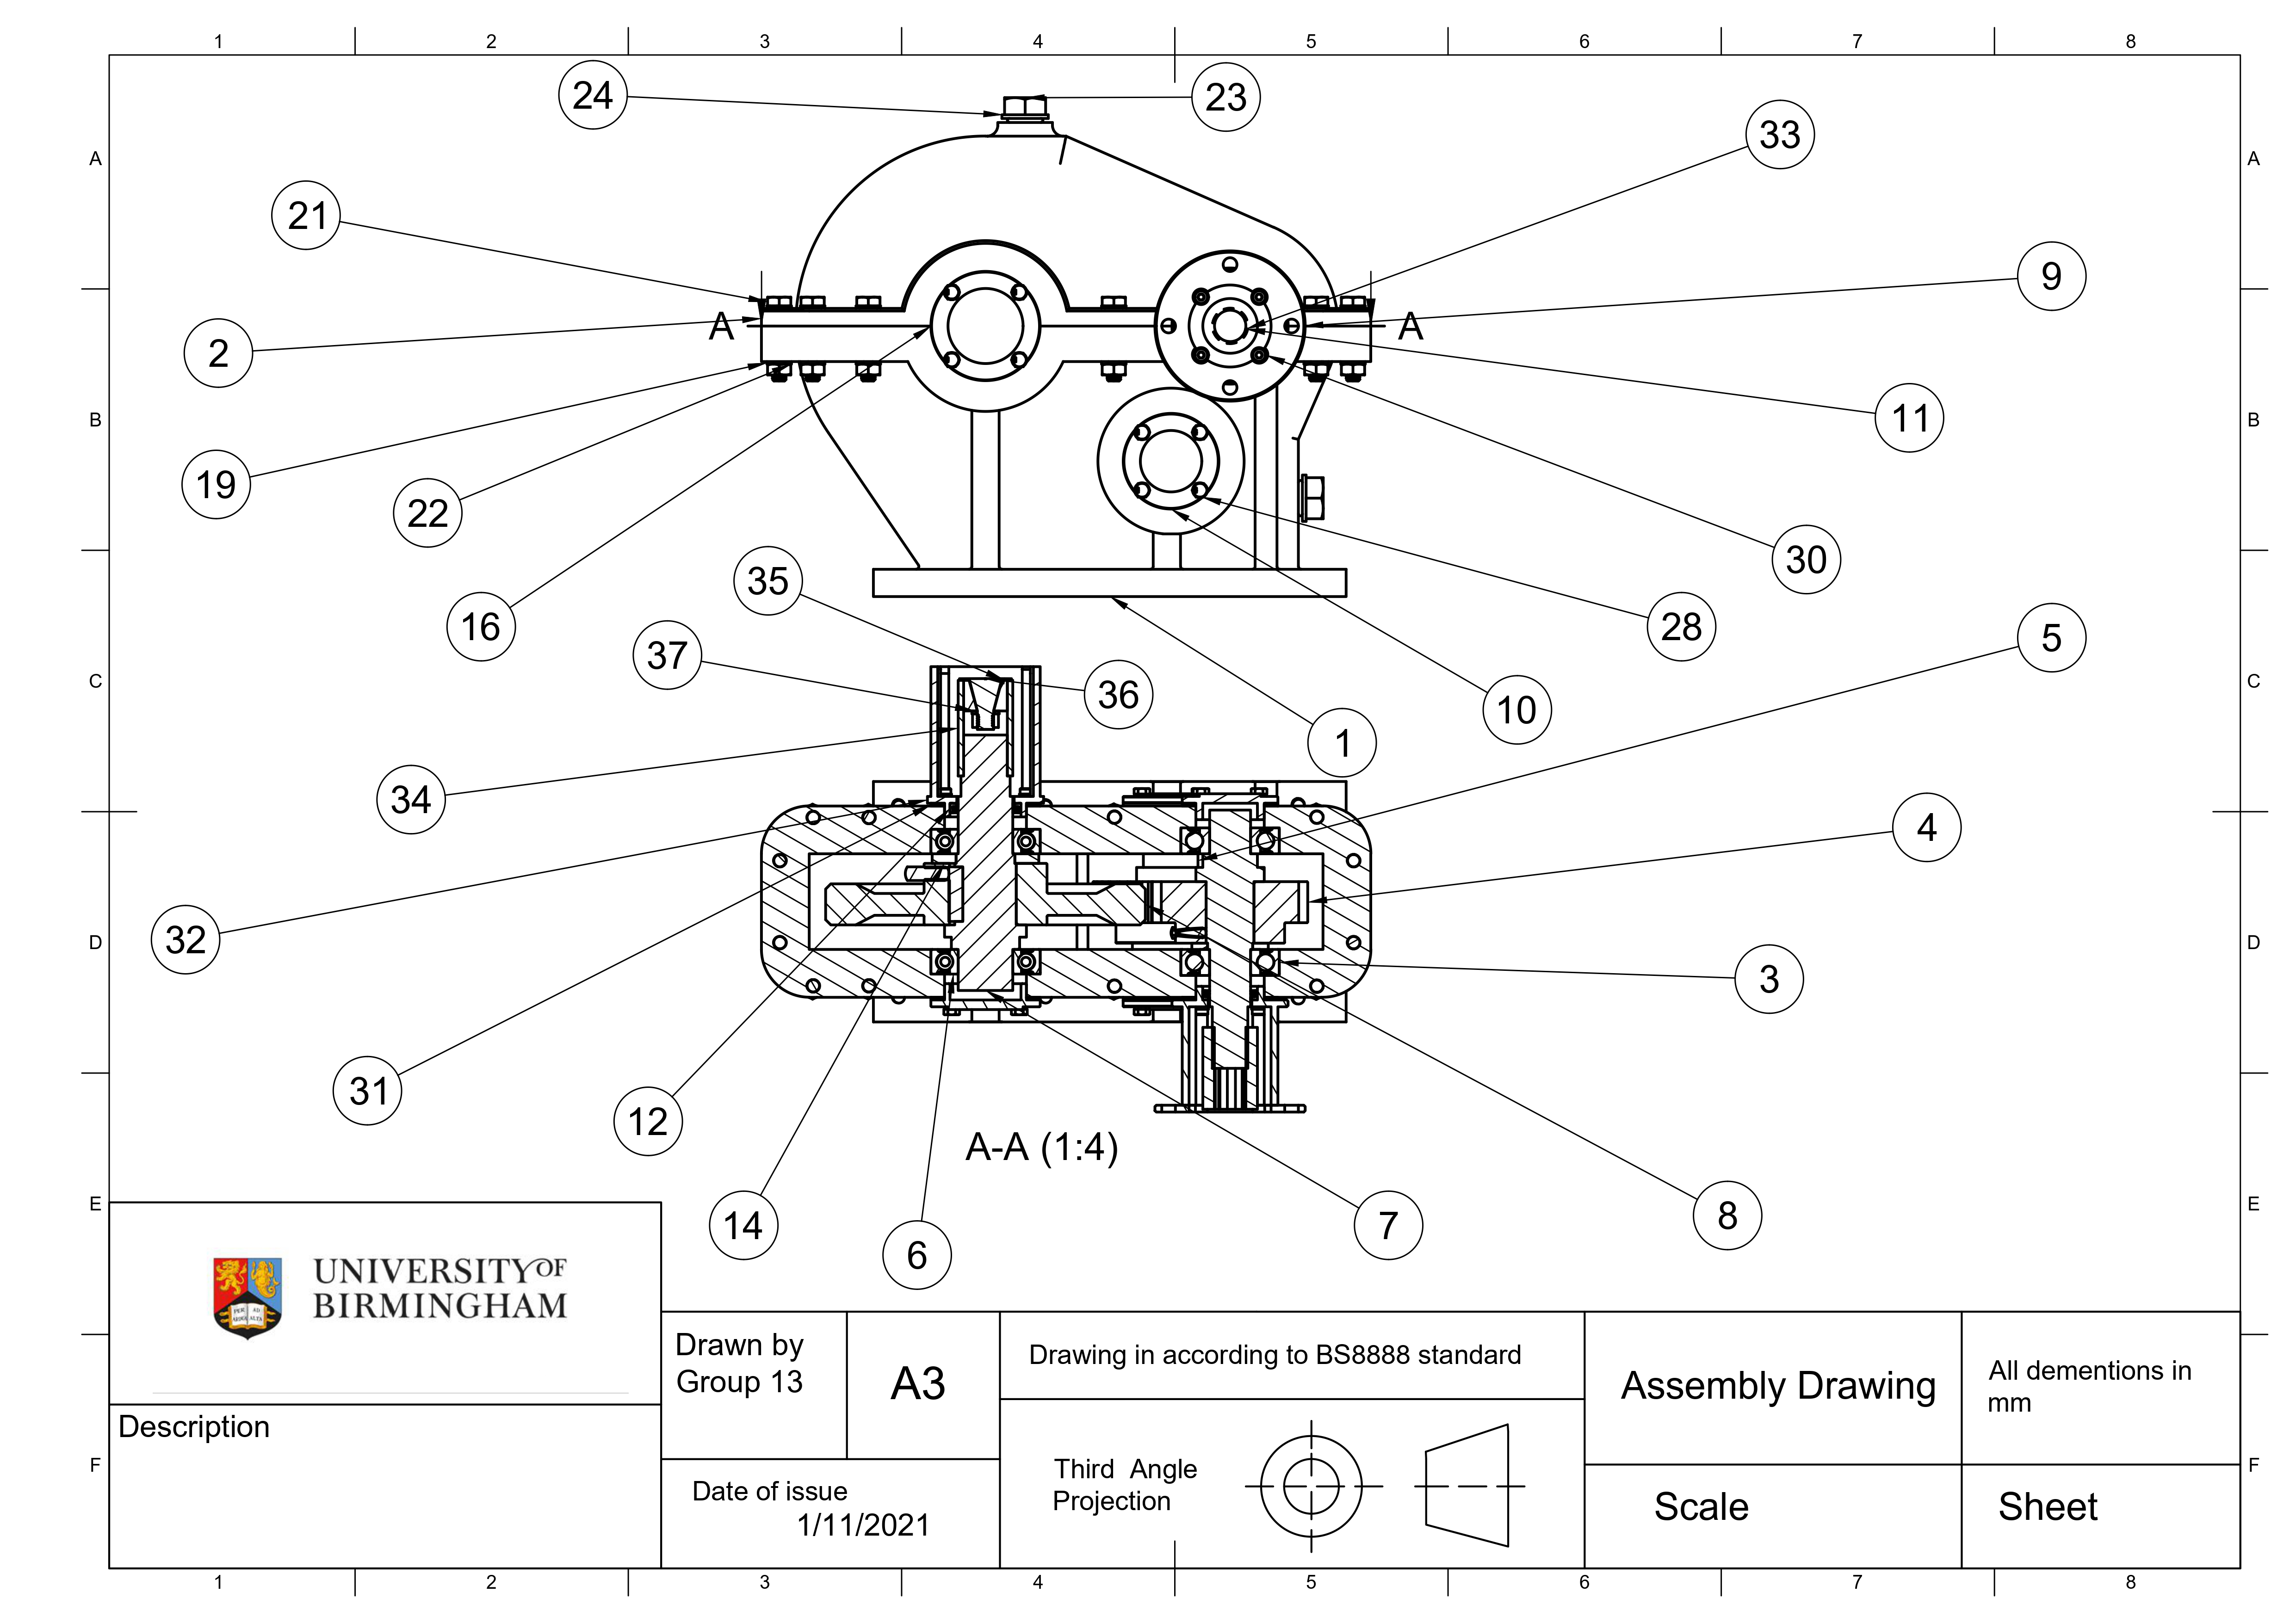 1 2 3 4 5 6 7 8
24 23
33
A A
21
9
2
A A
11
B B
19
22
30
35
16
28
5
37
C C
36
10
1
34
4
32
D D
3
31
12
A-A (1:4)
E E
14
6
7
8
UNIVERSITY OF
BIRMINGHAM
PER AD
ARDUA ALTA
Drawn by
Group 13
A3
Drawing in according to BS8888 standard
Assembly Drawing
All dementions in
mm
Description
F F
Date of issue
1/11/2021
Third Angle
Projection
Scale
Sheet
1 2 3 4 5 6 7 8